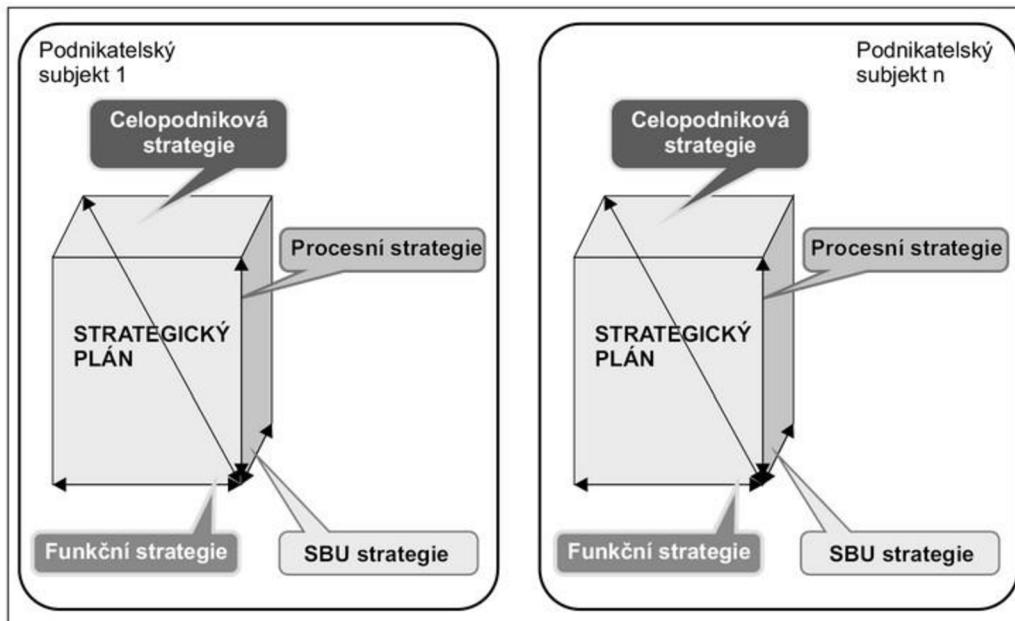 Podnikatelský
subjekt 1
Celopodniková
strategie
Procesní strategie
STRATEGICKÝ
PLÁN
Funkční strategie
SBU strategie
Podnikatelský
subjekt n
Celopodniková
strategie
Procesní strategie
STRATEGICKÝ
PLÁN
Funkční strategie
SBU strategie